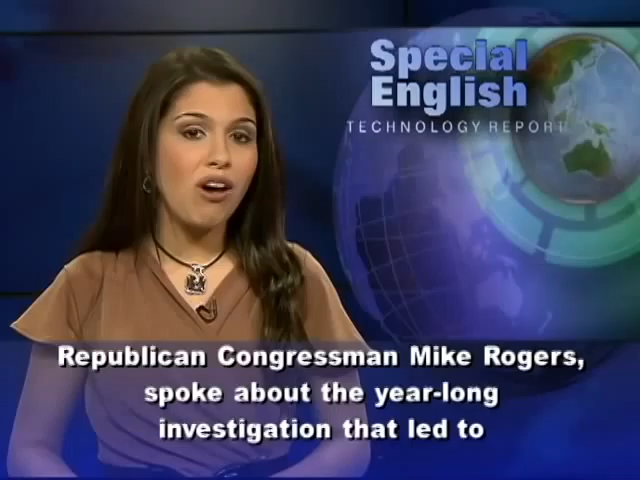 Special
English
TECHNOLOGY REPORT
Republican Congressman Mike Rogers,
spoke about the year-long
investigation that led to